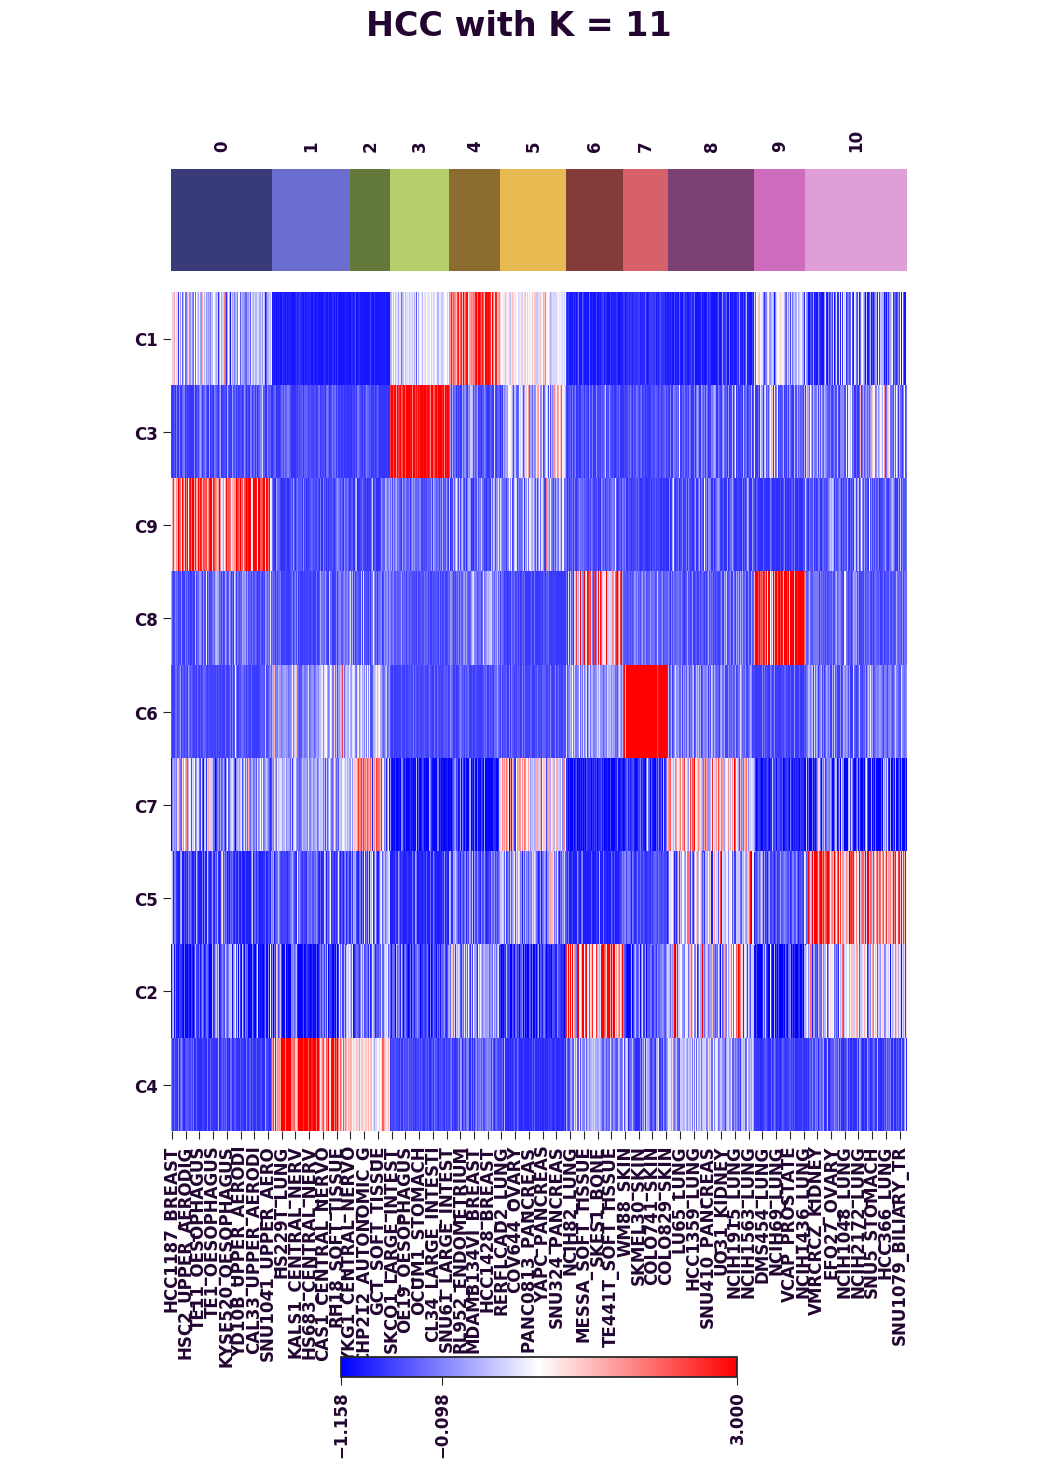 HCC with K = 11
0
1
2
3
4
5
6
7
8
9
10
C1
C3
C9
C8
C6
C7
C5
C2
C4
HCC1187_BREAST
HSC2_UPPER_AERODIG
TE11_OESOPHAGUS
TE1_OESOPHAGUS
KYSE520_OESOPHAGUS
YD10B_UPPER_AERODI
CAL33_UPPER_AERODI
SNU1041_UPPER_AERO
HS229T_LUNG
KALS1_CENTRAL_NERV
HS683_CENTRAL_NERV
CAS1_CENTRAL_NERVO
RH18_SOFT_TISSUE
YKG1_CENTRAL_NERVO
CHP212_AUTONOMIC_G
GCT_SOFT_TISSUE
SKCO1_LARGE_INTEST
OE19_OESOPHAGUS
OCUM1_STOMACH
CL34_LARGE_INTESTI
SNU61_LARGE_INTEST
RL952_ENDOMETRIUM
MDAMB134VI_BREAST
HCC1428_BREAST
RERFLCAD2_LUNG
COV644_OVARY
PANC0813_PANCREAS
YAPC_PANCREAS
SNU324_PANCREAS
NCIH82_LUNG
MESSA_SOFT_TISSUE
SKES1_BONE
TE441T_SOFT_TISSUE
WM88_SKIN
SKMEL30_SKIN
COLO741_SKIN
COLO829_SKIN
LU65_LUNG
HCC1359_LUNG
SNU410_PANCREAS
UO31_KIDNEY
NCIH1915_LUNG
NCIH1563_LUNG
DMS454_LUNG
NCIH69_LUNG
VCAP_PROSTATE
NCIH1436_LUNG
VMRCRCZ_KIDNEY
EFO27_OVARY
NCIH1048_LUNG
NCIH2172_LUNG
SNU5_STOMACH
HCC366_LUNG
SNU1079_BILIARY_TR
−1.158
−0.098
3.000